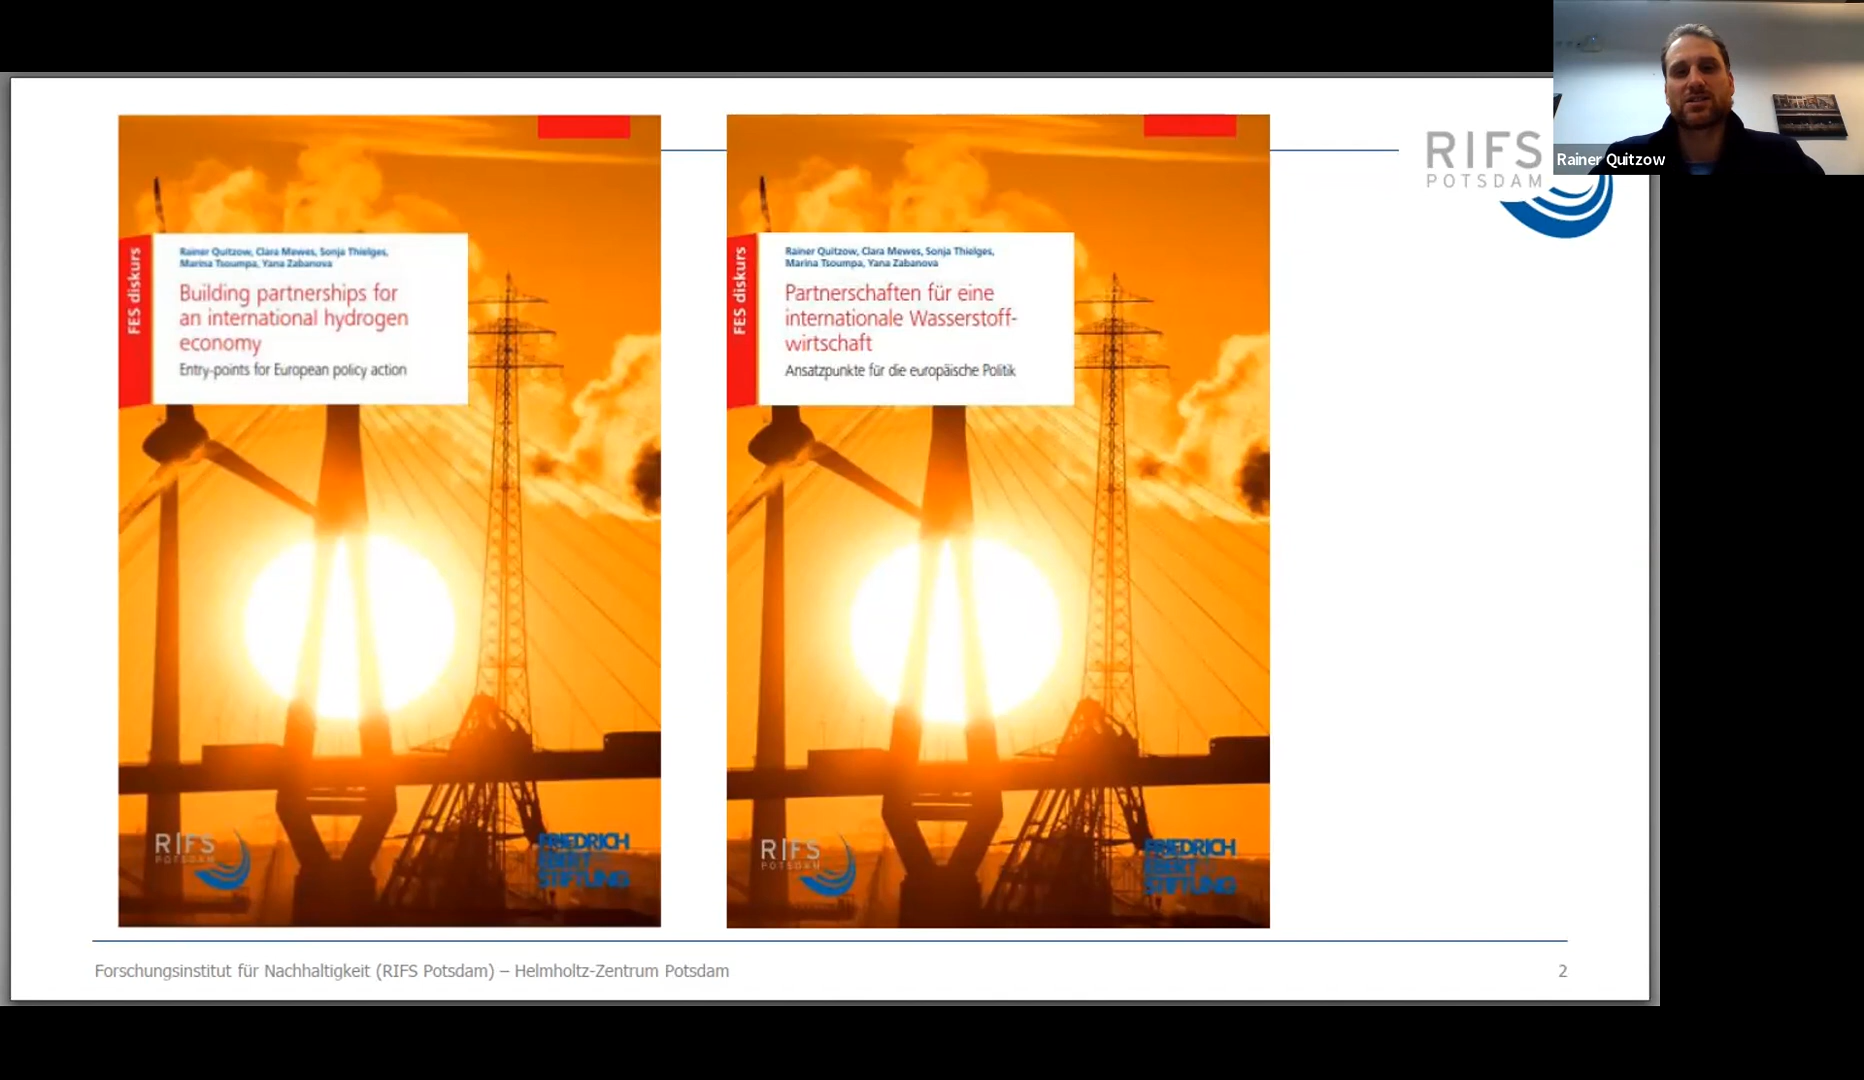 FES diskurs
Rainer Quitzow, Clara Mewes, Sonja Thielges,
Marina Tsoumpa, Yana Zabanova
Building partnerships for
an international hydrogen
economy
Entry-points for European policy action
RIFS
POTSDAM
FRIEDRICH
EBERT
STIFTUNG
FES diskurs
Rainer Quitzow, Clara Mewes, Sonja Thielges,
Marina Tsoumpa, Yana Zabanova
Partnerschaften für eine
internationale Wasserstoff-
wirtschaft
Ansatzpunkte für die europäische Politik
RIFS
POTSDAM
FRIEDRICH
EBERT
STIFTUNG
RIFS
POTSDAM
Rainer Quitzow
Forschungsinstitut für Nachhaltigkeit (RIFS Potsdam) – Helmholtz-Zentrum Potsdam
2